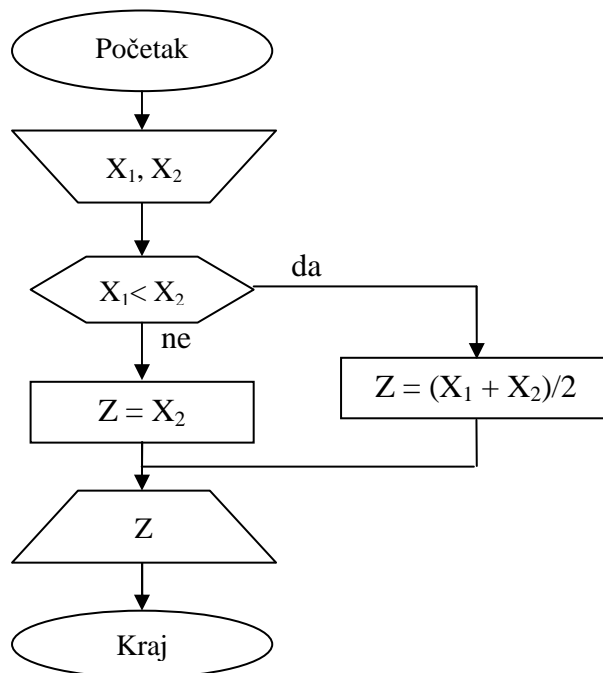 Početak
X₁, X₂
X₁< X₂
da
ne
Z = X₂
Z = (X₁ + X₂)/2
Z
Kraj